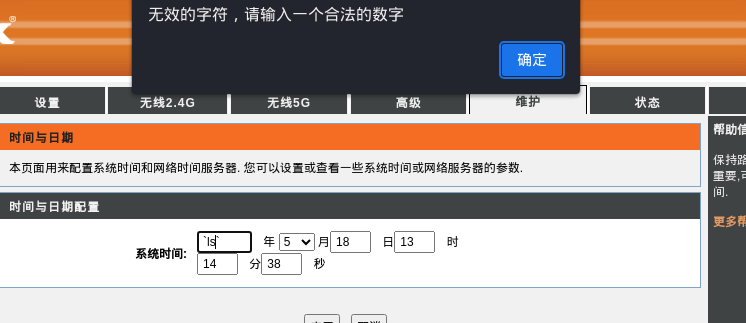 无效的字符，请输入一个合法的数字
确定
®
设置 无线2.4G 无线5G 高级 维护 状态
时间与日期
本页面用来配置系统时间和网络时间服务器. 您可以设置或查看一些系统时间或网络服务器的参数.
时间与日期配置
系统时间: `ls` 年 5 月 18 日 13 时
14 分 38 秒
帮助信
保持路
重要,可
间.
更多帮